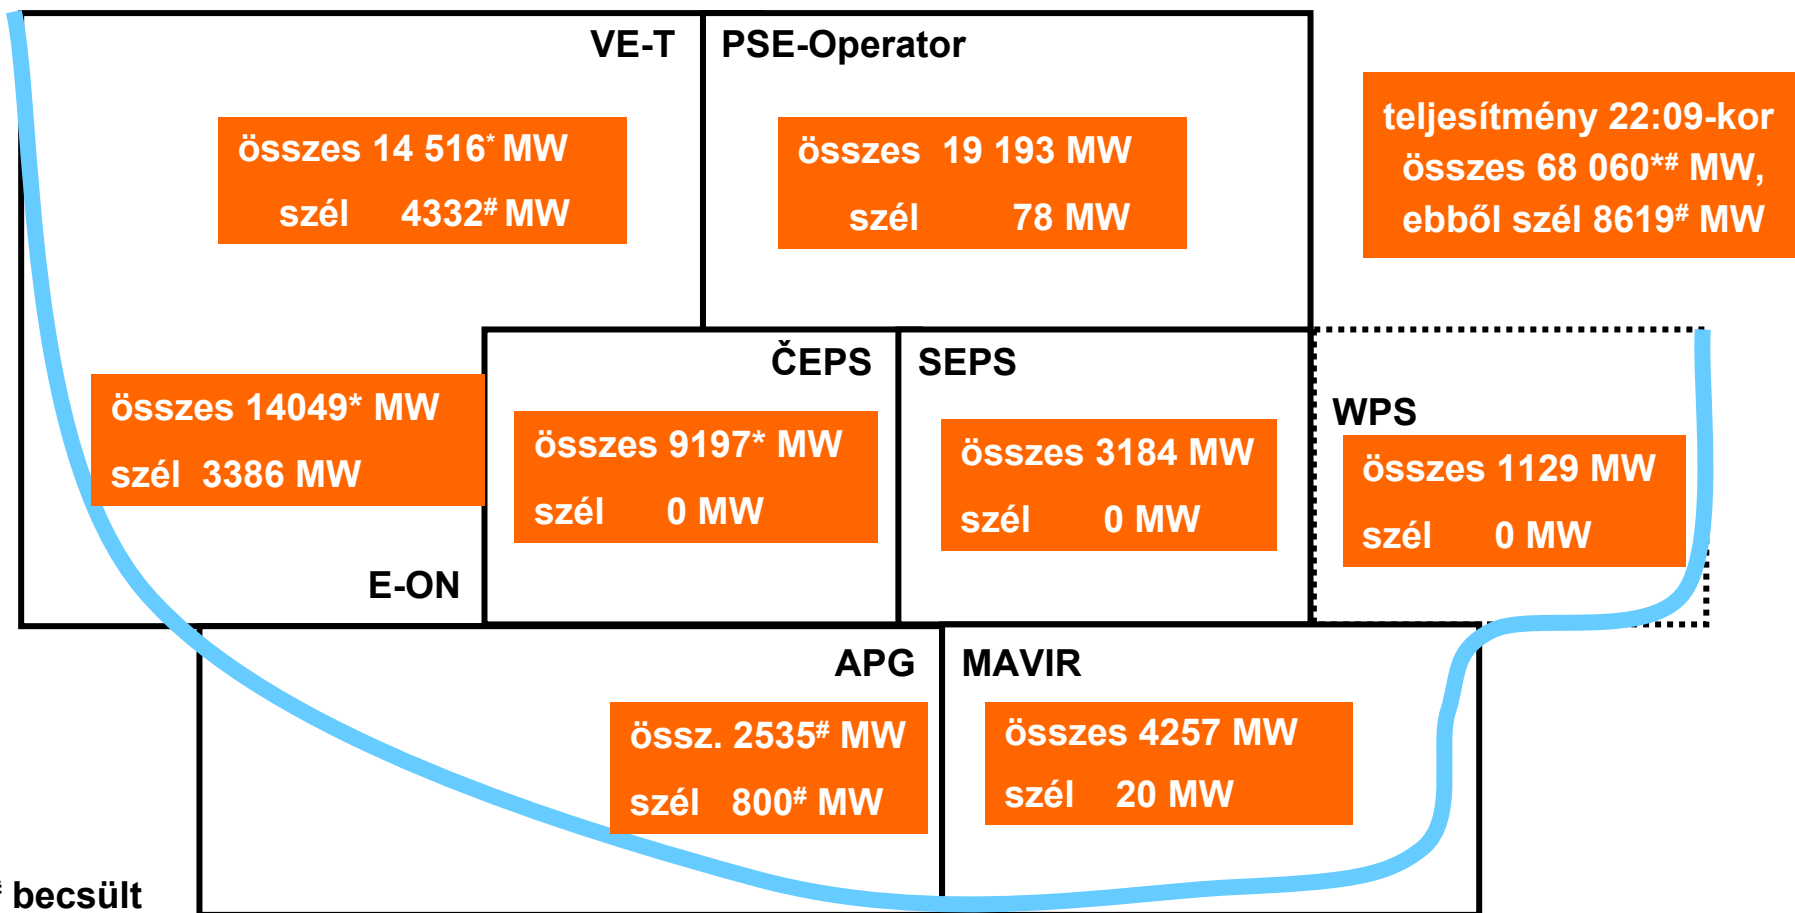 VE-T
PSE-Operator
összes 14 516* MW
szél 4332# MW
összes 19 193 MW
szél 78 MW
teljesítmény 22:09-kor
összes 68 060*# MW,
ebből szél 8619# MW
ČEPS
SEPS
WPS
összes 14049* MW
szél 3386 MW
összes 9197* MW
szél 0 MW
összes 3184 MW
szél 0 MW
összes 1129 MW
szél 0 MW
E-ON
APG
MAVIR
össz. 2535# MW
szél 800# MW
összes 4257 MW
szél 20 MW
# becsült